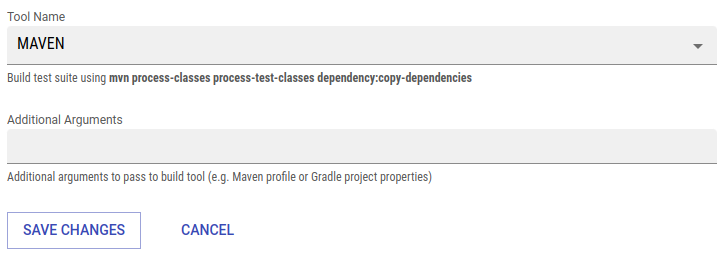 Tool Name
MAVEN
Build test suite using mvn process-classes process-test-classes dependency:copy-dependencies
Additional Arguments
Additional arguments to pass to build tool (e.g. Maven profile or Gradle project properties)
SAVE CHANGES CANCEL